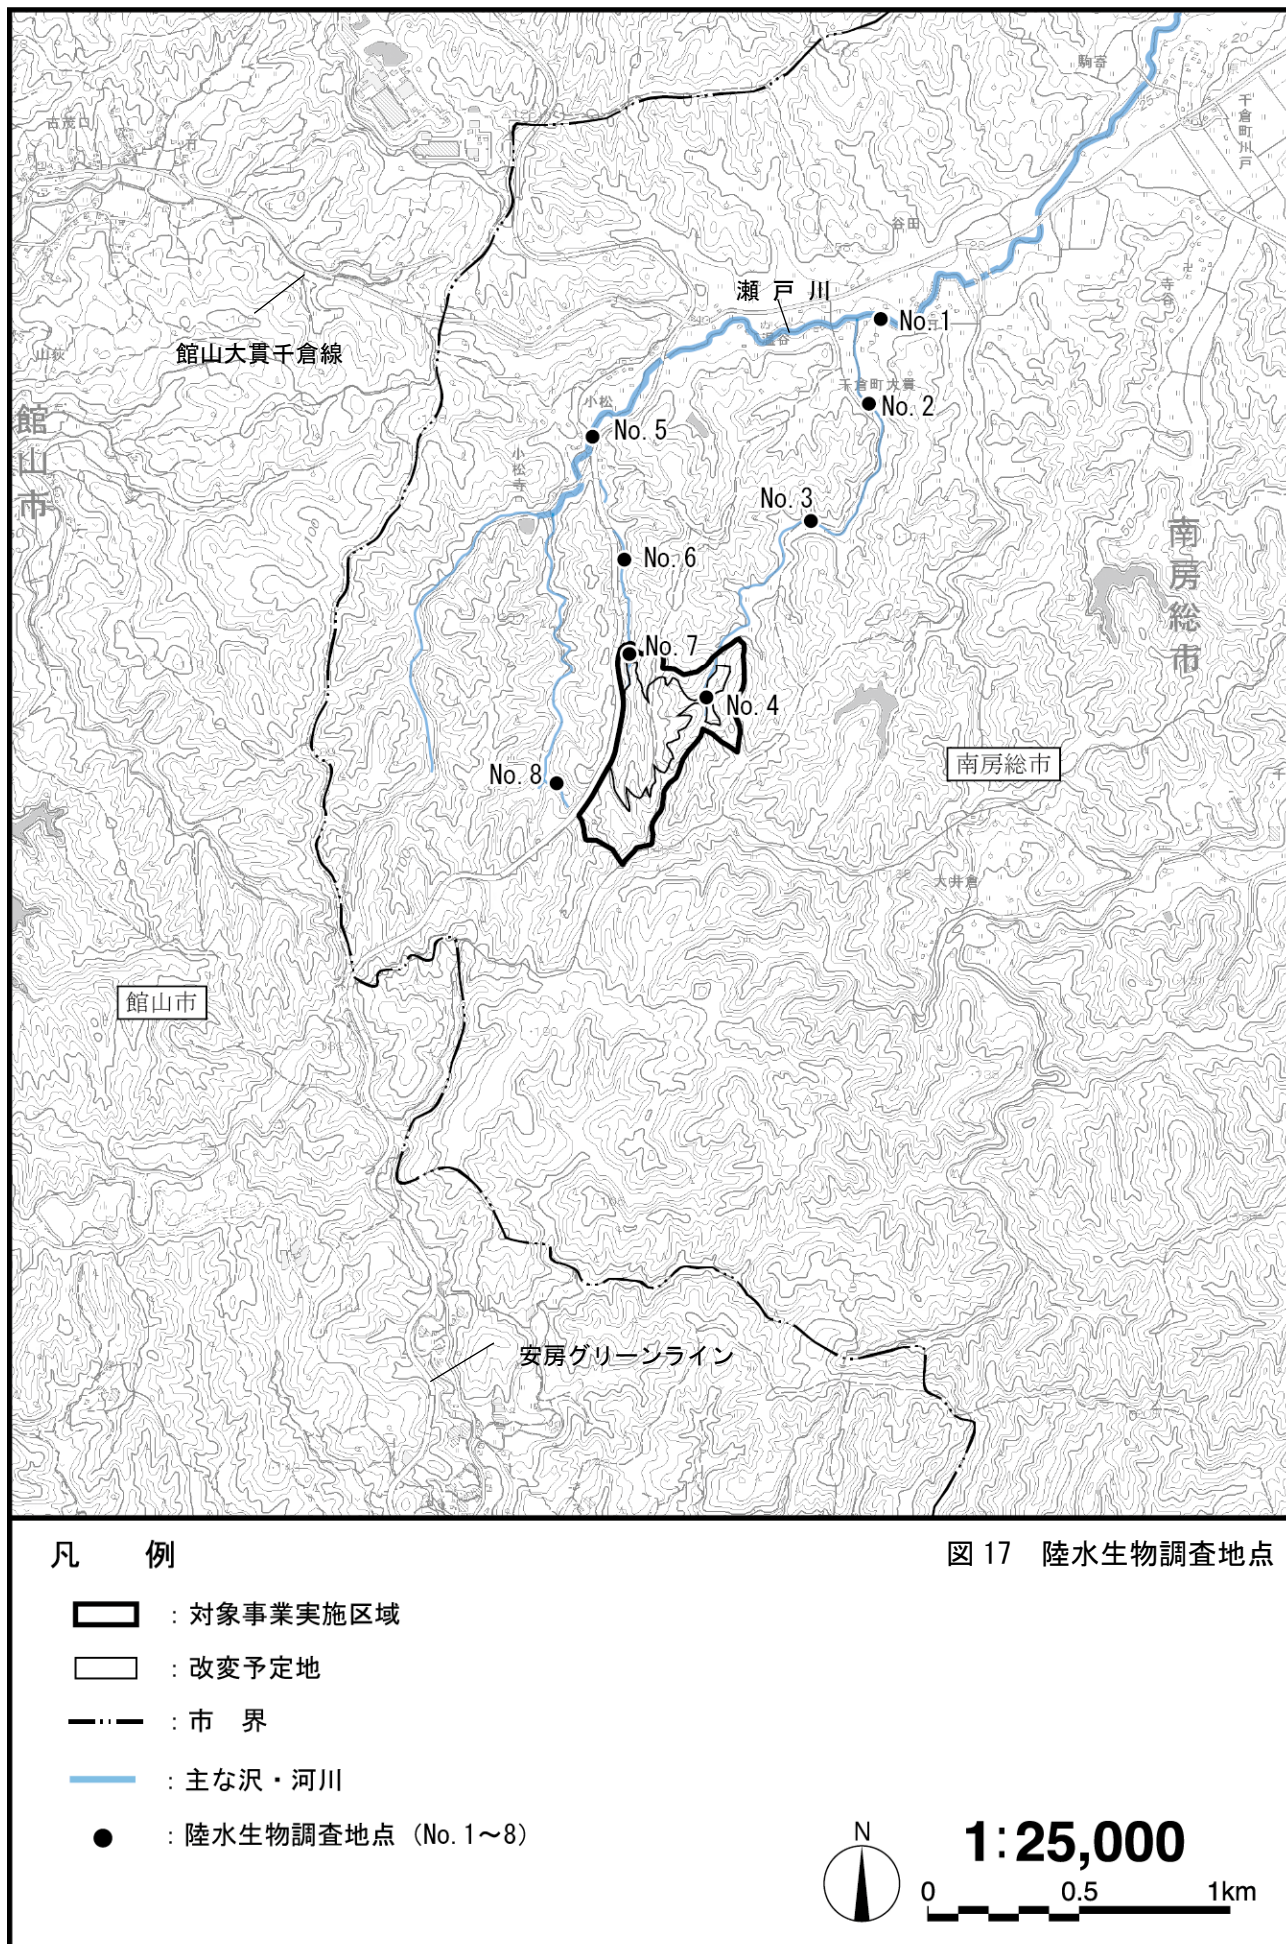 駒奇
千倉町川戸
古茂口
谷田
寺谷
瀬戸川
No.1
館山大貫千倉線
山荻
千倉町大貫
No.2
館山市
小松
No.5
小松寺
No.3
南房総市
No.6
No.7
No.4
南房総市
No.8
大井倉
館山市
安房グリーンライン
凡　例
図17　陸水生物調査地点
：対象事業実施区域
：改変予定地
：市　界
：主な沢・河川
：陸水生物調査地点（No.1～8）
N
1:25,000
0　0.5　1km